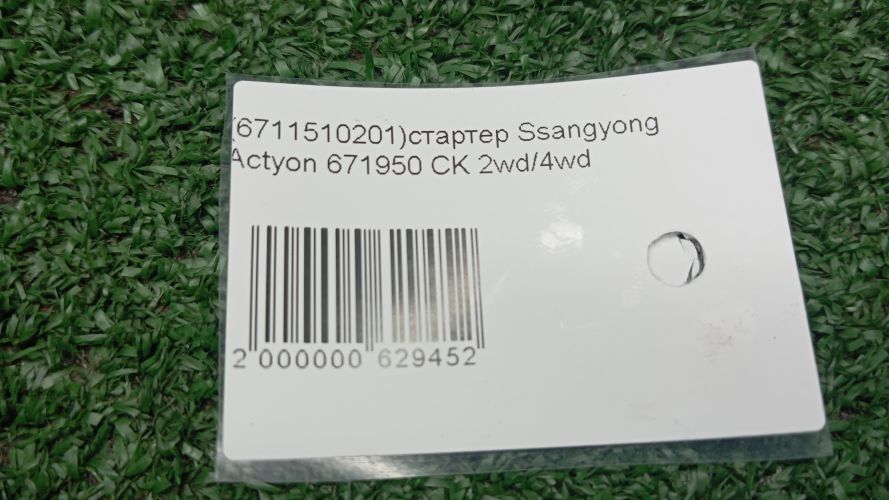 (6711510201)стартер Ssangyong
Actyon 671950 CK 2wd/4wd
2 000000 629452